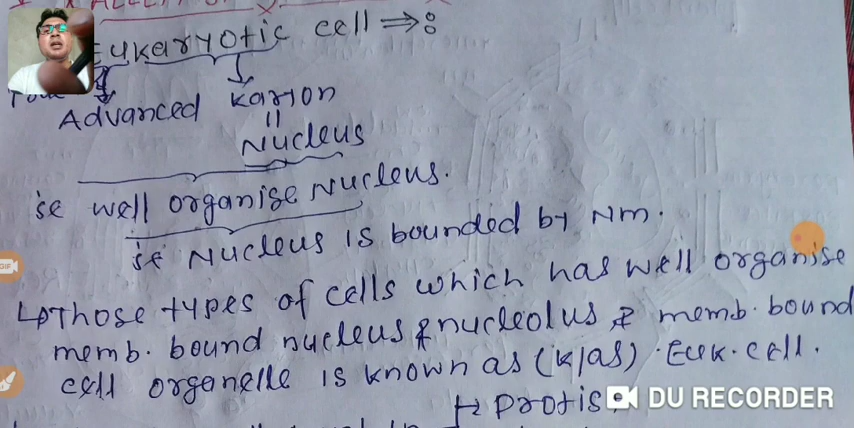 Eukaryotic cell ⇒:
Advanced Karyon
"
Nucleus
ie well organise Nucleus.
ie Nucleus is bounded by Nm.
↳Those types of cells which has well organise
memb. bound nucleus & nucleolus & memb. bound
cell organelle is known as (k/as). Euk. cell.
Protis
DU RECORDER
GIF